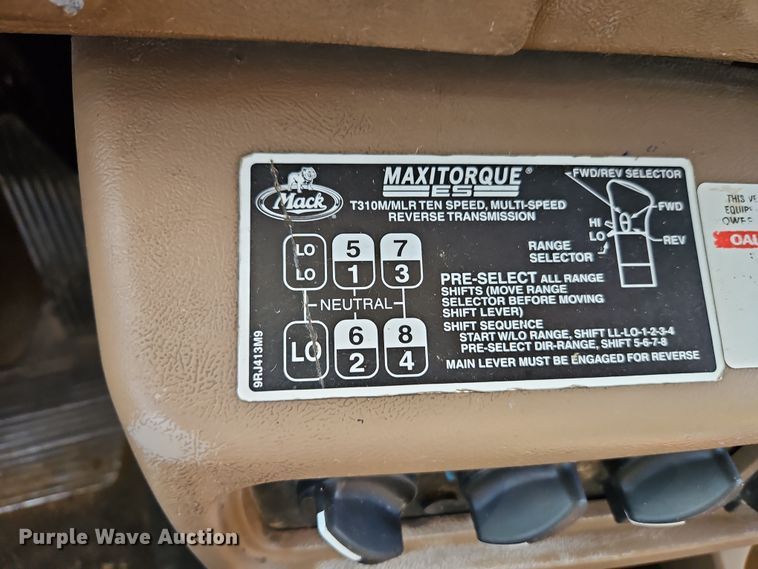 Mack
MAXITORQUE®
ES
T310M/MLR TEN SPEED, MULTI-SPEED
REVERSE TRANSMISSION
FWD/REV SELECTOR
FWD
HI
LO
REV
RANGE
SELECTOR
LO 5 7
LO 1 3
NEUTRAL
LO 6 8
2 4
PRE-SELECT ALL RANGE
SHIFTS (MOVE RANGE
SELECTOR BEFORE MOVING
SHIFT LEVER)
SHIFT SEQUENCE
START W/LO RANGE, SHIFT LL-LO-1-2-3-4
PRE-SELECT DIR-RANGE, SHIFT 5-6-7-8
MAIN LEVER MUST BE ENGAGED FOR REVERSE
9RJ413M9
THIS VE
EQUIP
Purple Wave Auction